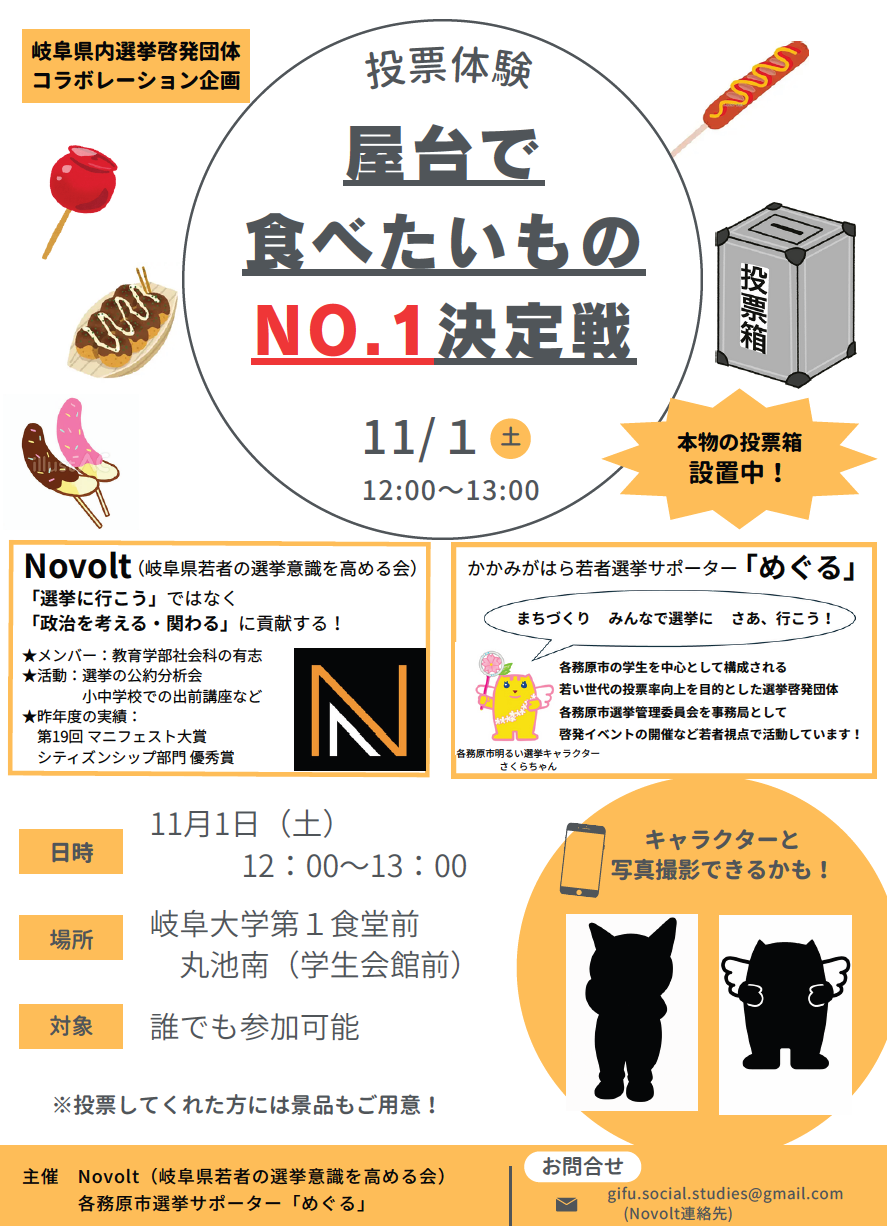 岐阜県内選挙啓発団体
コラボレーション企画
投票体験
屋台で
食べたいもの
NO.1決定戦
11/１ 土
12:00～13:00
投票箱
本物の投票箱
設置中！
Novolt（岐阜県若者の選挙意識を高める会）
「選挙に行こう」ではなく
「政治を考える・関わる」に貢献する！
★メンバー：教育学部社会科の有志
★活動：選挙の公約分析会
小中学校での出前講座など
★昨年度の実績：
第19回 マニフェスト大賞
シティズンシップ部門 優秀賞
かかみがはら若者選挙サポーター「めぐる」
まちづくり　みんなで選挙に　さあ、行こう！
各務原市の学生を中心として構成される
若い世代の投票率向上を目的とした選挙啓発団体
各務原市選挙管理委員会を事務局として
啓発イベントの開催など若者視点で活動しています！
各務原市明るい選挙キャラクター
さくらちゃん
日時
11月1日（土）
12：00～13：00
場所
岐阜大学第１食堂前
丸池南（学生会館前）
対象
誰でも参加可能
※投票してくれた方には景品もご用意！
キャラクターと
写真撮影できるかも！
主催　Novolt（岐阜県若者の選挙意識を高める会）
各務原市選挙サポーター「めぐる」
お問合せ
gifu.social.studies@gmail.com
(Novolt連絡先)